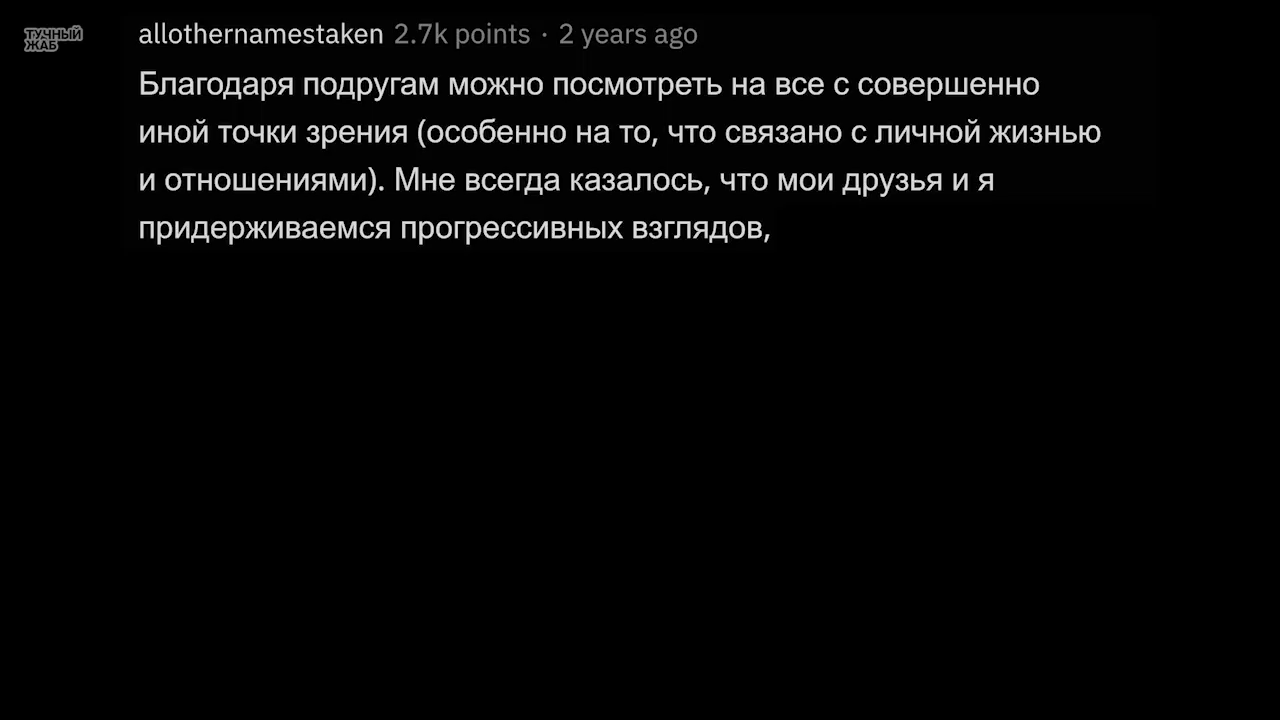 ТУЧНЫЙ
ЖАБ
allothernamestaken 2.7k points · 2 years ago
Благодаря подругам можно посмотреть на все с совершенно
иной точки зрения (особенно на то, что связано с личной жизнью
и отношениями). Мне всегда казалось, что мои друзья и я
придерживаемся прогрессивных взглядов,